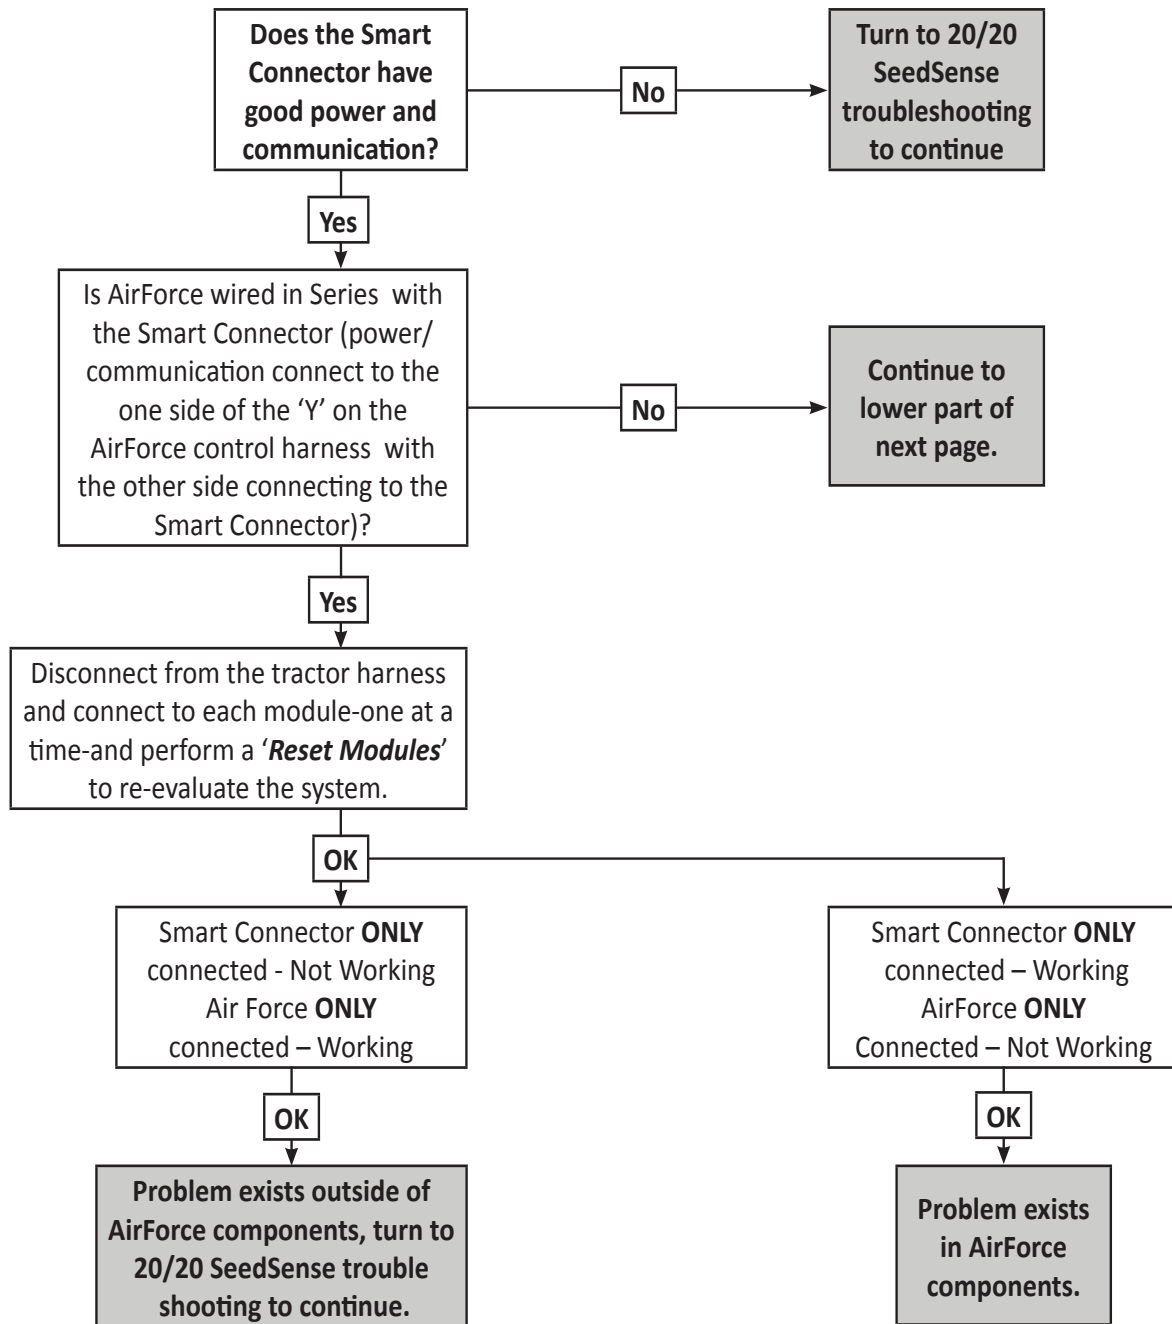 Does the Smart
Connector have
good power and
communication?
No
Turn to 20/20
SeedSense
troubleshooting
to continue
Yes
Is AirForce wired in Series  with
the Smart Connector (power/
communication connect to the
one side of the ‘Y’ on the
AirForce control harness  with
the other side connecting to the
Smart Connector)?
No
Continue to
lower part of
next page.
Yes
Disconnect from the tractor harness
and connect to each module-one at a
time-and perform a ‘Reset Modules’
to re-evaluate the system.
OK
Smart Connector ONLY
connected - Not Working
Air Force ONLY
connected – Working
Smart Connector ONLY
connected – Working
AirForce ONLY
Connected – Not Working
OK
OK
Problem exists outside of
AirForce components, turn to
20/20 SeedSense trouble
shooting to continue.
Problem exists
in AirForce
components.